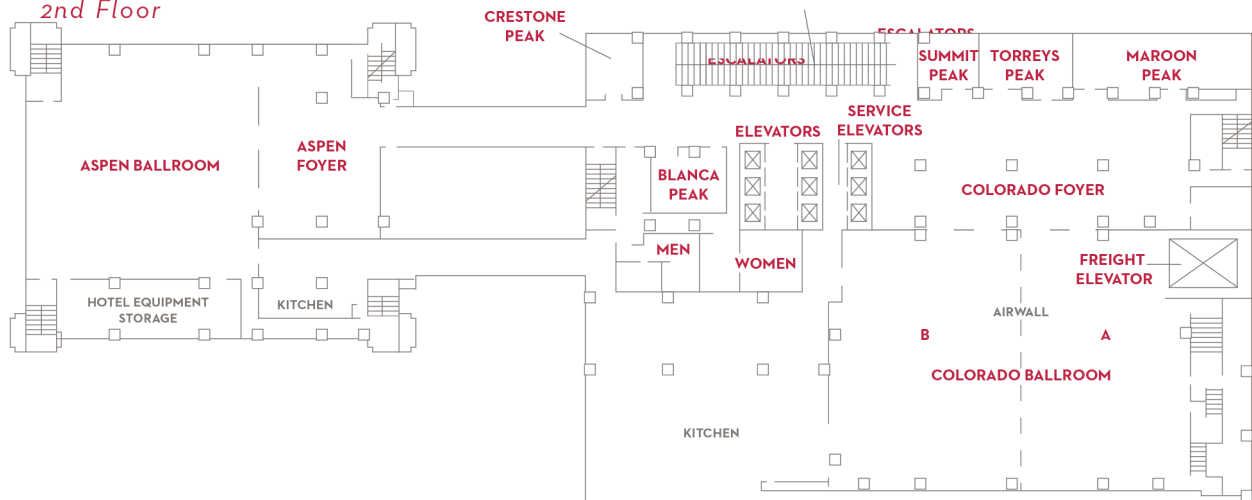 2nd Floor
CRESTONE
PEAK
ESCALATORS
ESCALATORS
SUMMIT
PEAK
TORREYS
PEAK
MAROON
PEAK
SERVICE
ELEVATORS
ELEVATORS
ASPEN BALLROOM
ASPEN
FOYER
BLANCA
PEAK
COLORADO FOYER
MEN
WOMEN
FREIGHT
ELEVATOR
HOTEL EQUIPMENT
STORAGE
KITCHEN
AIRWALL
B
A
COLORADO BALLROOM
KITCHEN